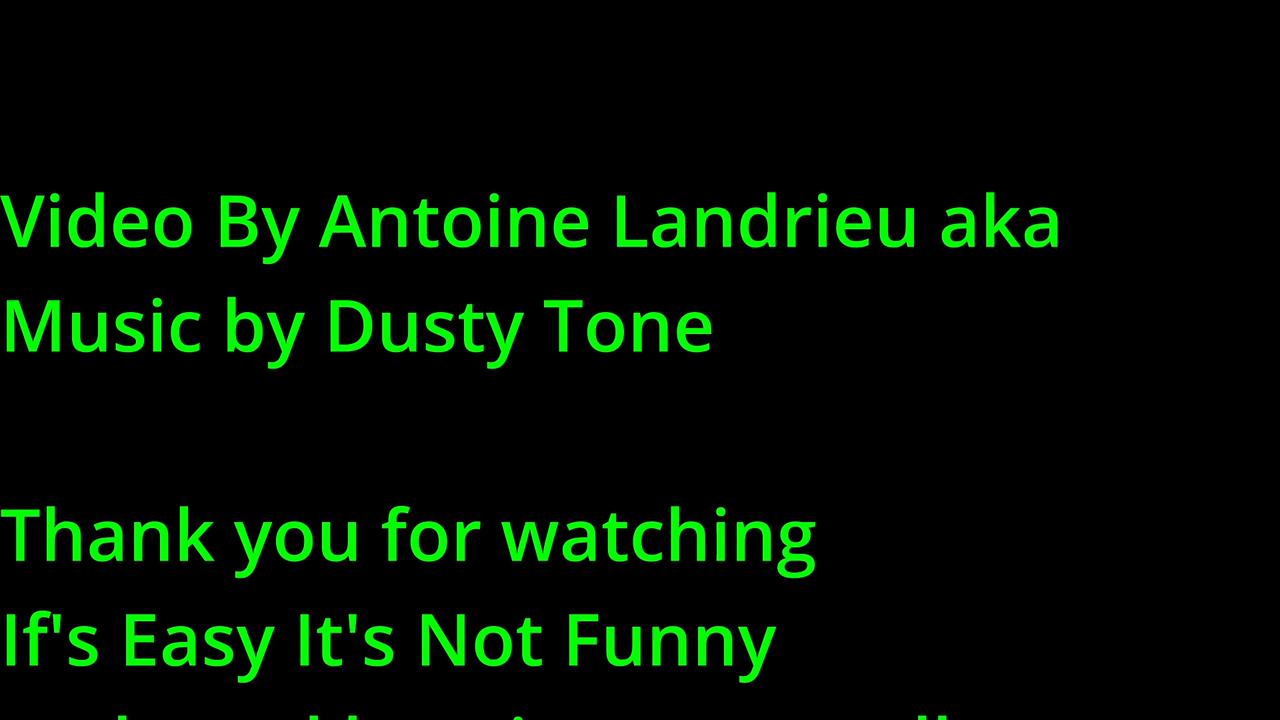 Video By Antoine Landrieu aka
Music by Dusty Tone
Thank you for watching
If's Easy It's Not Funny